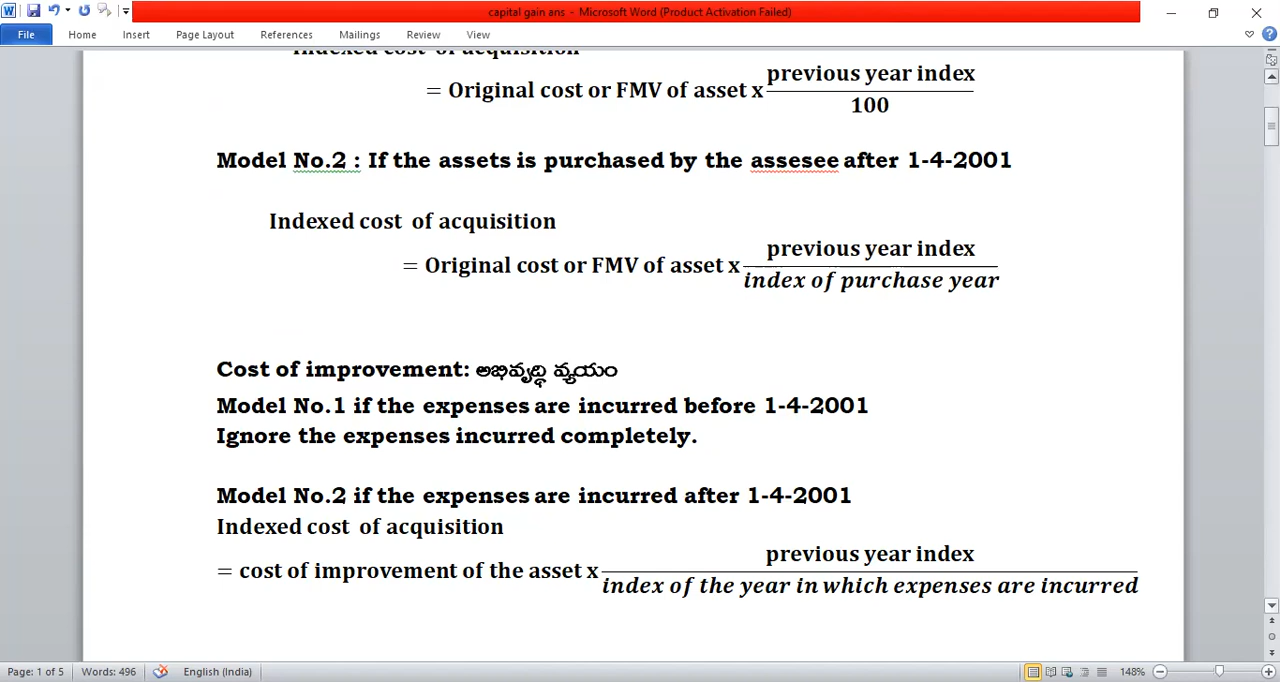 capital gain ans - Microsoft Word (Product Activation Failed)
File Home Insert Page Layout References Mailings Review View
Indexed cost of acquisition
= Original cost or FMV of asset x previous year index
100
Model No.2 : If the assets is purchased by the assesee after 1-4-2001
Indexed cost of acquisition
= Original cost or FMV of asset x previous year index
index of purchase year
Cost of improvement: అభివృద్ధి వ్యయం
Model No.1 if the expenses are incurred before 1-4-2001
Ignore the expenses incurred completely.
Model No.2 if the expenses are incurred after 1-4-2001
Indexed cost of acquisition
= cost of improvement of the asset x previous year index
index of the year in which expenses are incurred
Page: 1 of 5 Words: 496 English (India) 148%